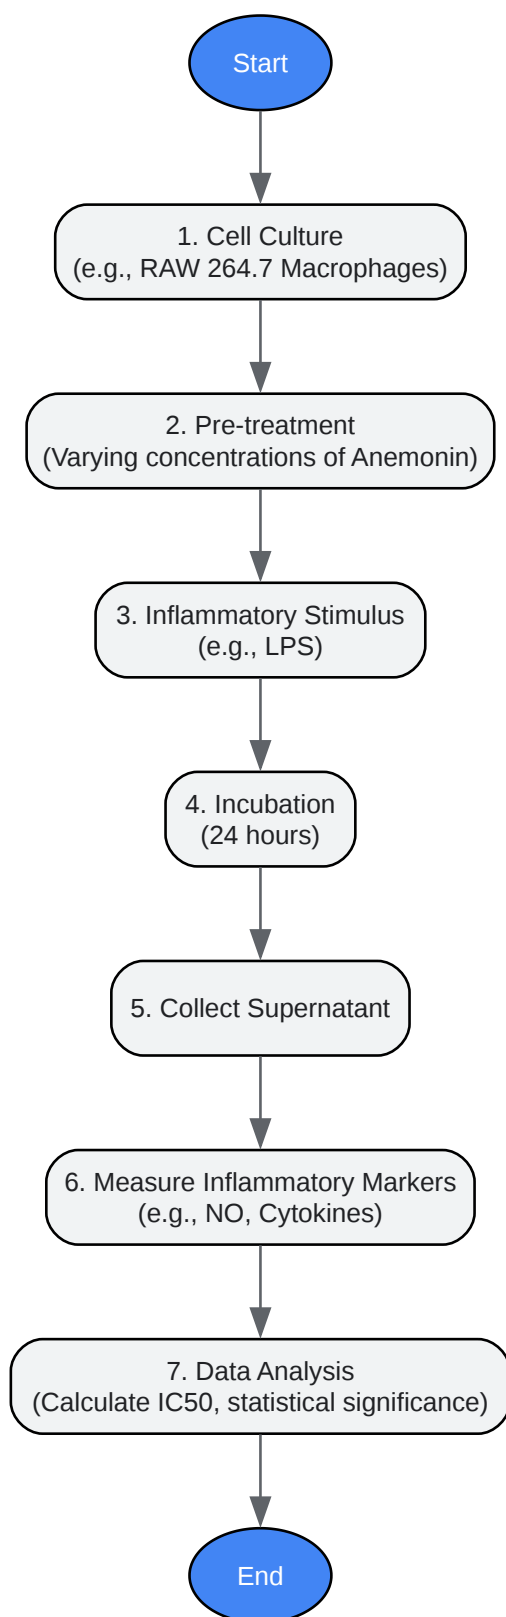 Start
1. Cell Culture
(e.g., RAW 264.7 Macrophages)
2. Pre-treatment
(Varying concentrations of Anemonin)
3. Inflammatory Stimulus
(e.g., LPS)
4. Incubation
(24 hours)
5. Collect Supernatant
6. Measure Inflammatory Markers
(e.g., NO, Cytokines)
7. Data Analysis
(Calculate IC50, statistical significance)
End